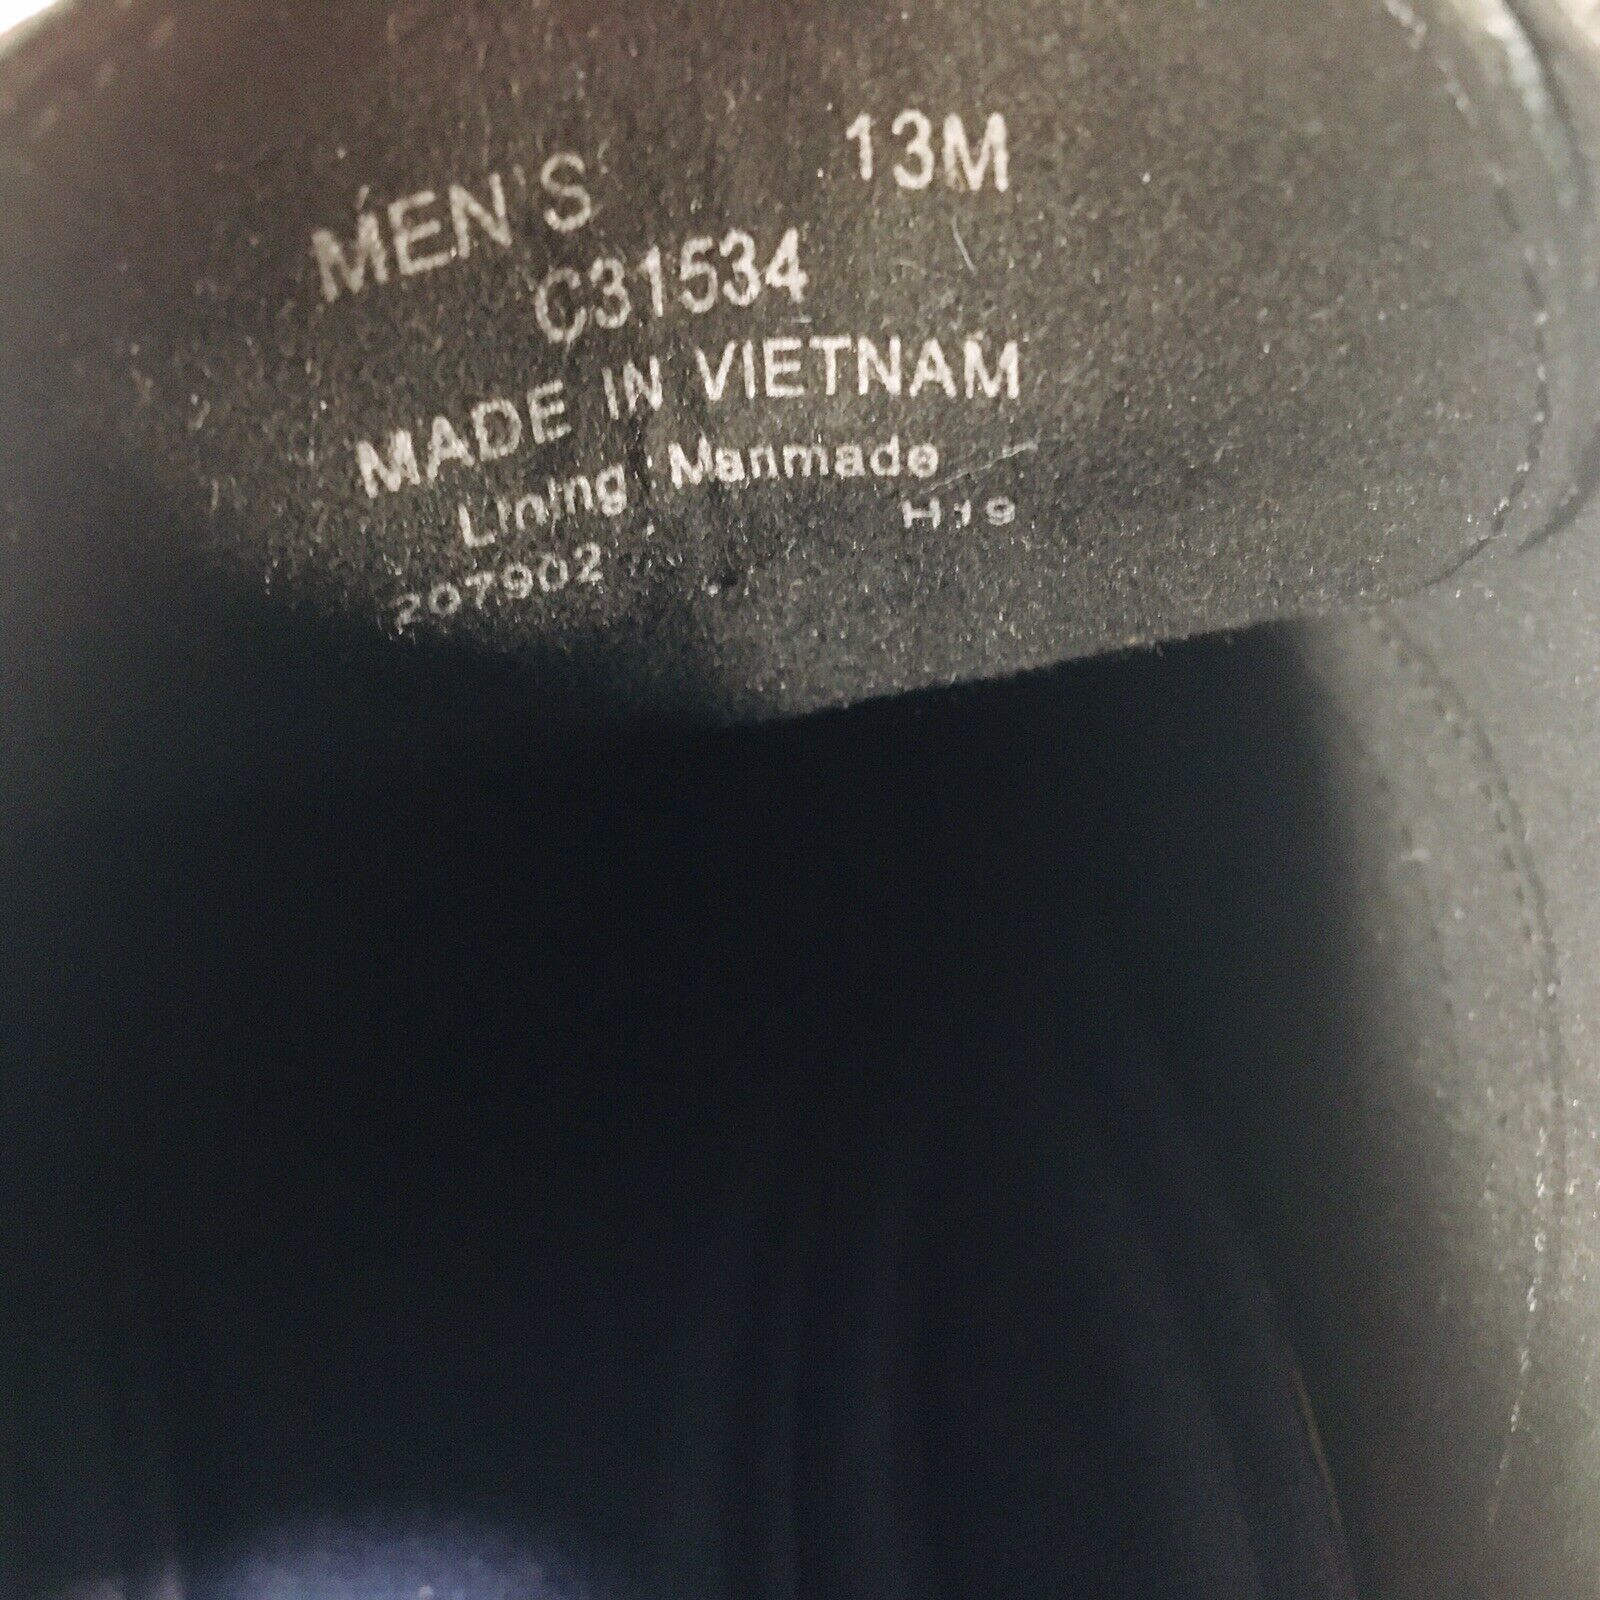 MEN'S 13M
C31534
MADE IN VIETNAM
Lining Manmade
207902 H19